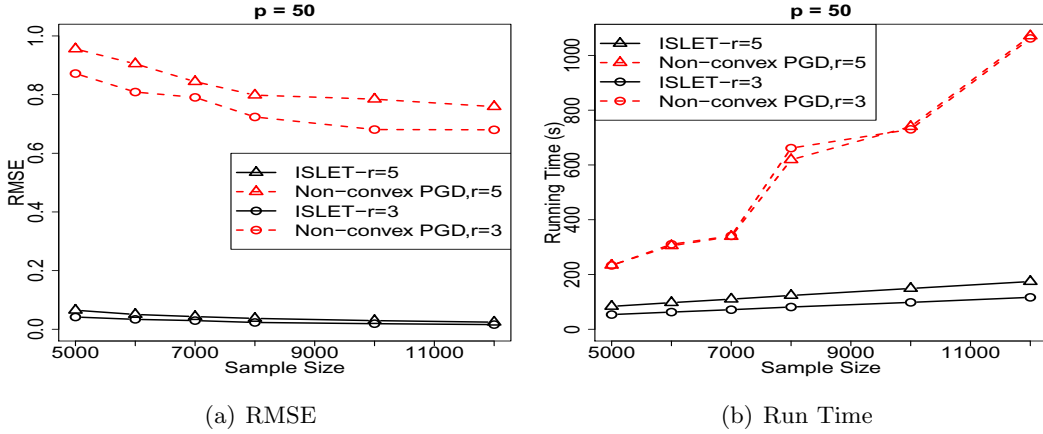 p = 50
RMSE
0.0 0.2 0.4 0.6 0.8 1.0
ISLET−r=5
Non−convex PGD,r=5
ISLET−r=3
Non−convex PGD,r=3
5000 7000 9000 11000
Sample Size
(a) RMSE
p = 50
Running Time (s)
0 200 400 600 800 1000
ISLET−r=5
Non−convex PGD,r=5
ISLET−r=3
Non−convex PGD,r=3
5000 7000 9000 11000
Sample Size
(b) Run Time